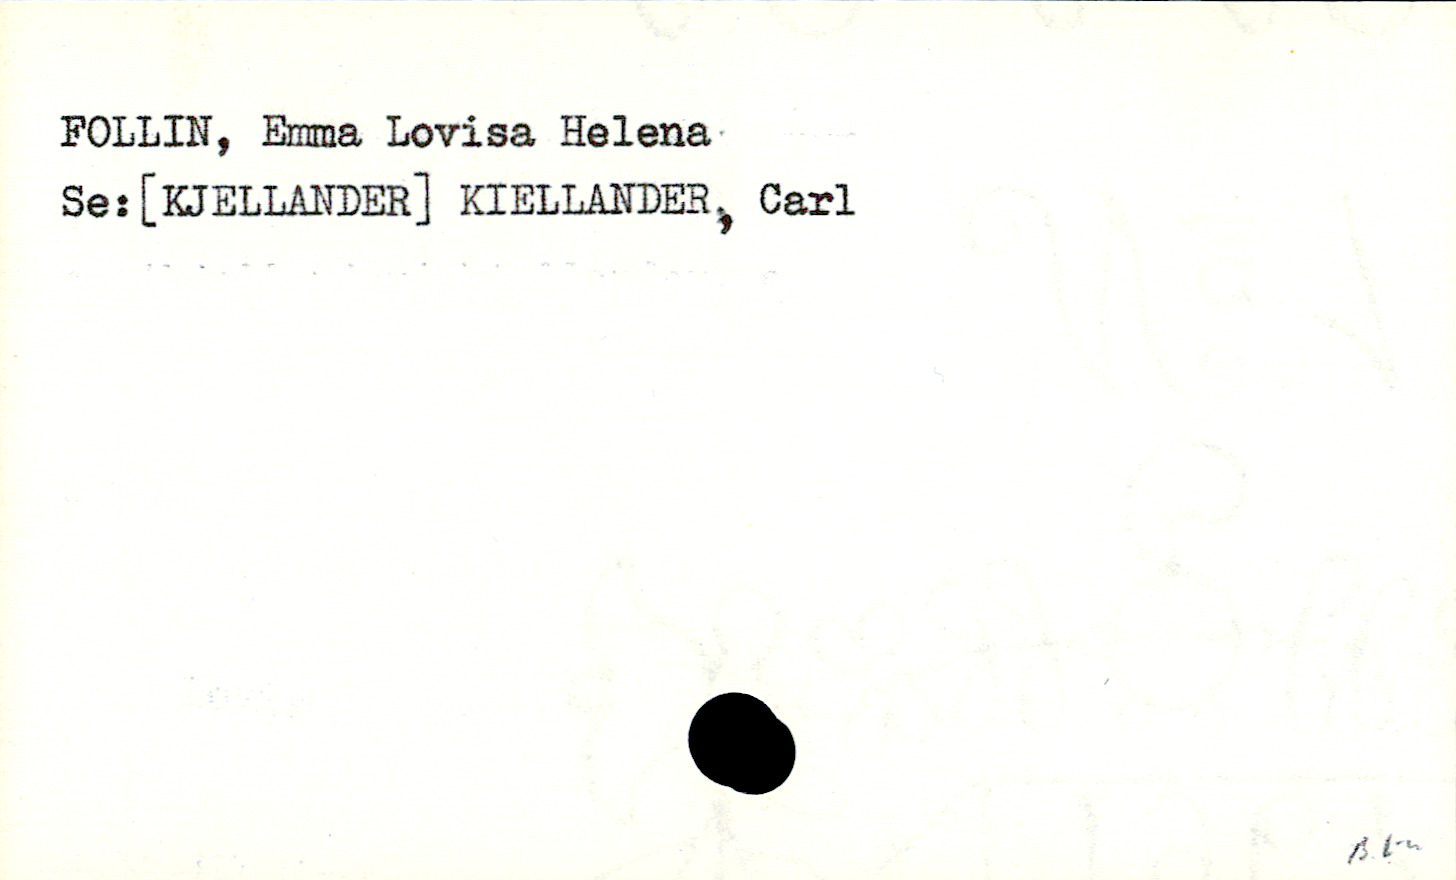 FOLLIN, Emma Lovisa Helena
Se:[KJELLANDER] KIELLANDER, Carl